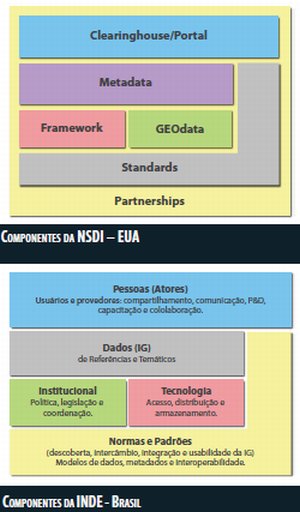 Clearinghouse/Portal
Metadata
Framework
GEOdata
Standards
Partnerships
COMPONENTES DA NSDI – EUA
Pessoas (Atores)
Usuários e provedores: compartilhamento, comunicação, P&D,
capacitação e cololaboração.
Dados (IG)
de Referências e Temáticos
Institucional
Política, legislação e
coordenação.
Tecnologia
Acesso, distribuição e
armazenamento.
Normas e Padrões
(descoberta, intercâmbio, integração e usabilidade da IG)
Modelos de dados, metadados e interoperabilidade.
COMPONENTES DA INDE - BRASIL